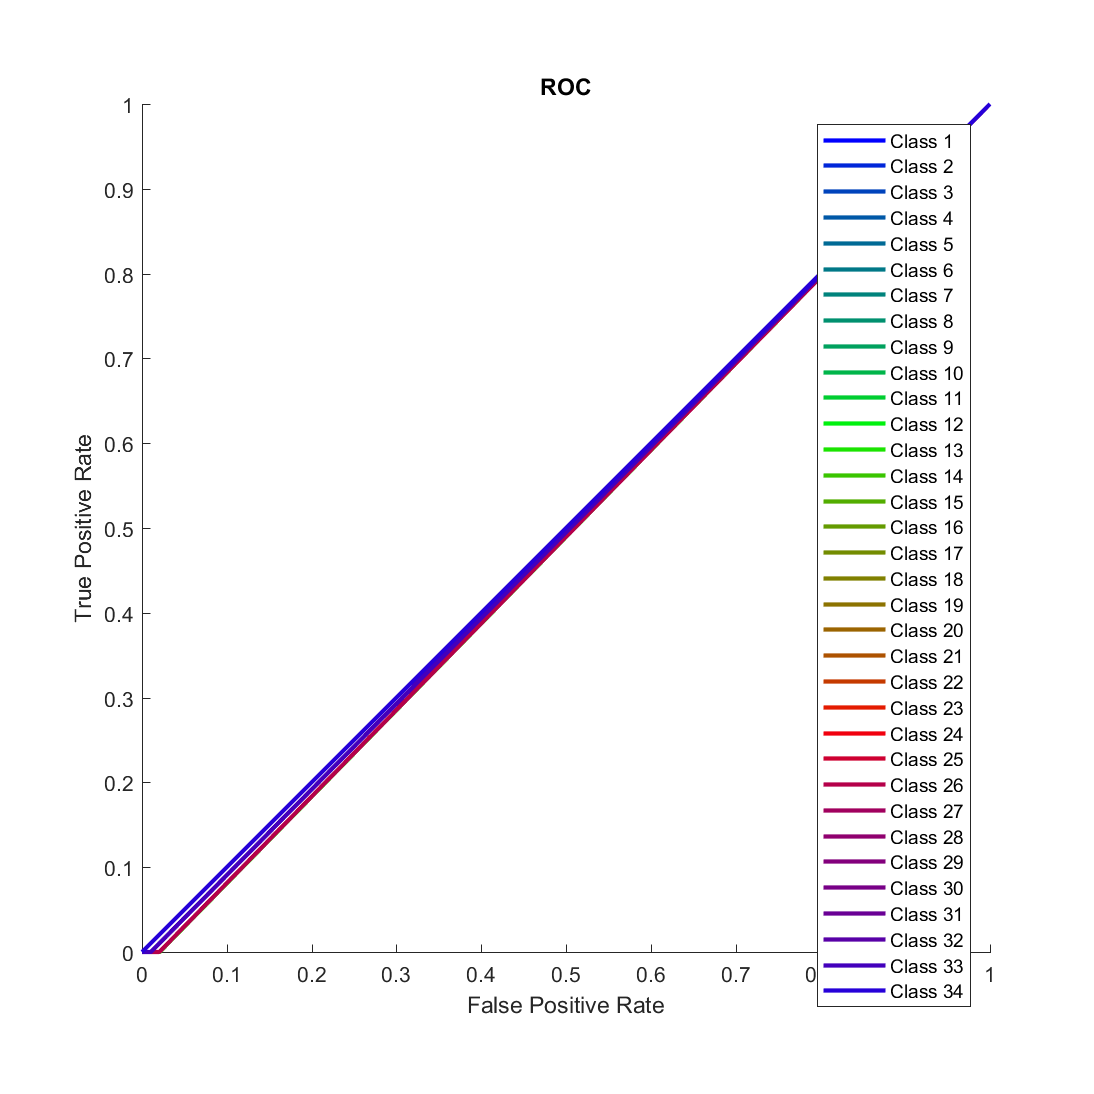 ROC
1
0.9
0.8
0.7
0.6
0.5
0.4
0.3
0.2
0.1
0
True Positive Rate
0 0.1 0.2 0.3 0.4 0.5 0.6 0.7 0 1
False Positive Rate
Class 1
Class 2
Class 3
Class 4
Class 5
Class 6
Class 7
Class 8
Class 9
Class 10
Class 11
Class 12
Class 13
Class 14
Class 15
Class 16
Class 17
Class 18
Class 19
Class 20
Class 21
Class 22
Class 23
Class 24
Class 25
Class 26
Class 27
Class 28
Class 29
Class 30
Class 31
Class 32
Class 33
Class 34